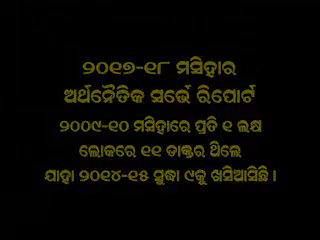 ୨୦୧୭-୧୮ ମସିହାର
ଅର୍ଥନୈତିକ ସର୍ଭେ ରିପୋର୍ଟ
୨୦୦୯-୧୦ ମସିହାରେ ପ୍ରତି ୧ ଲକ୍ଷ
ଲୋକରେ ୧୧ ଡାକ୍ତର ଥିଲେ
ଯାହା ୨୦୧୪-୧୫ ସୁଦ୍ଧା ୯କୁ ଖସିଆସିଛି ।